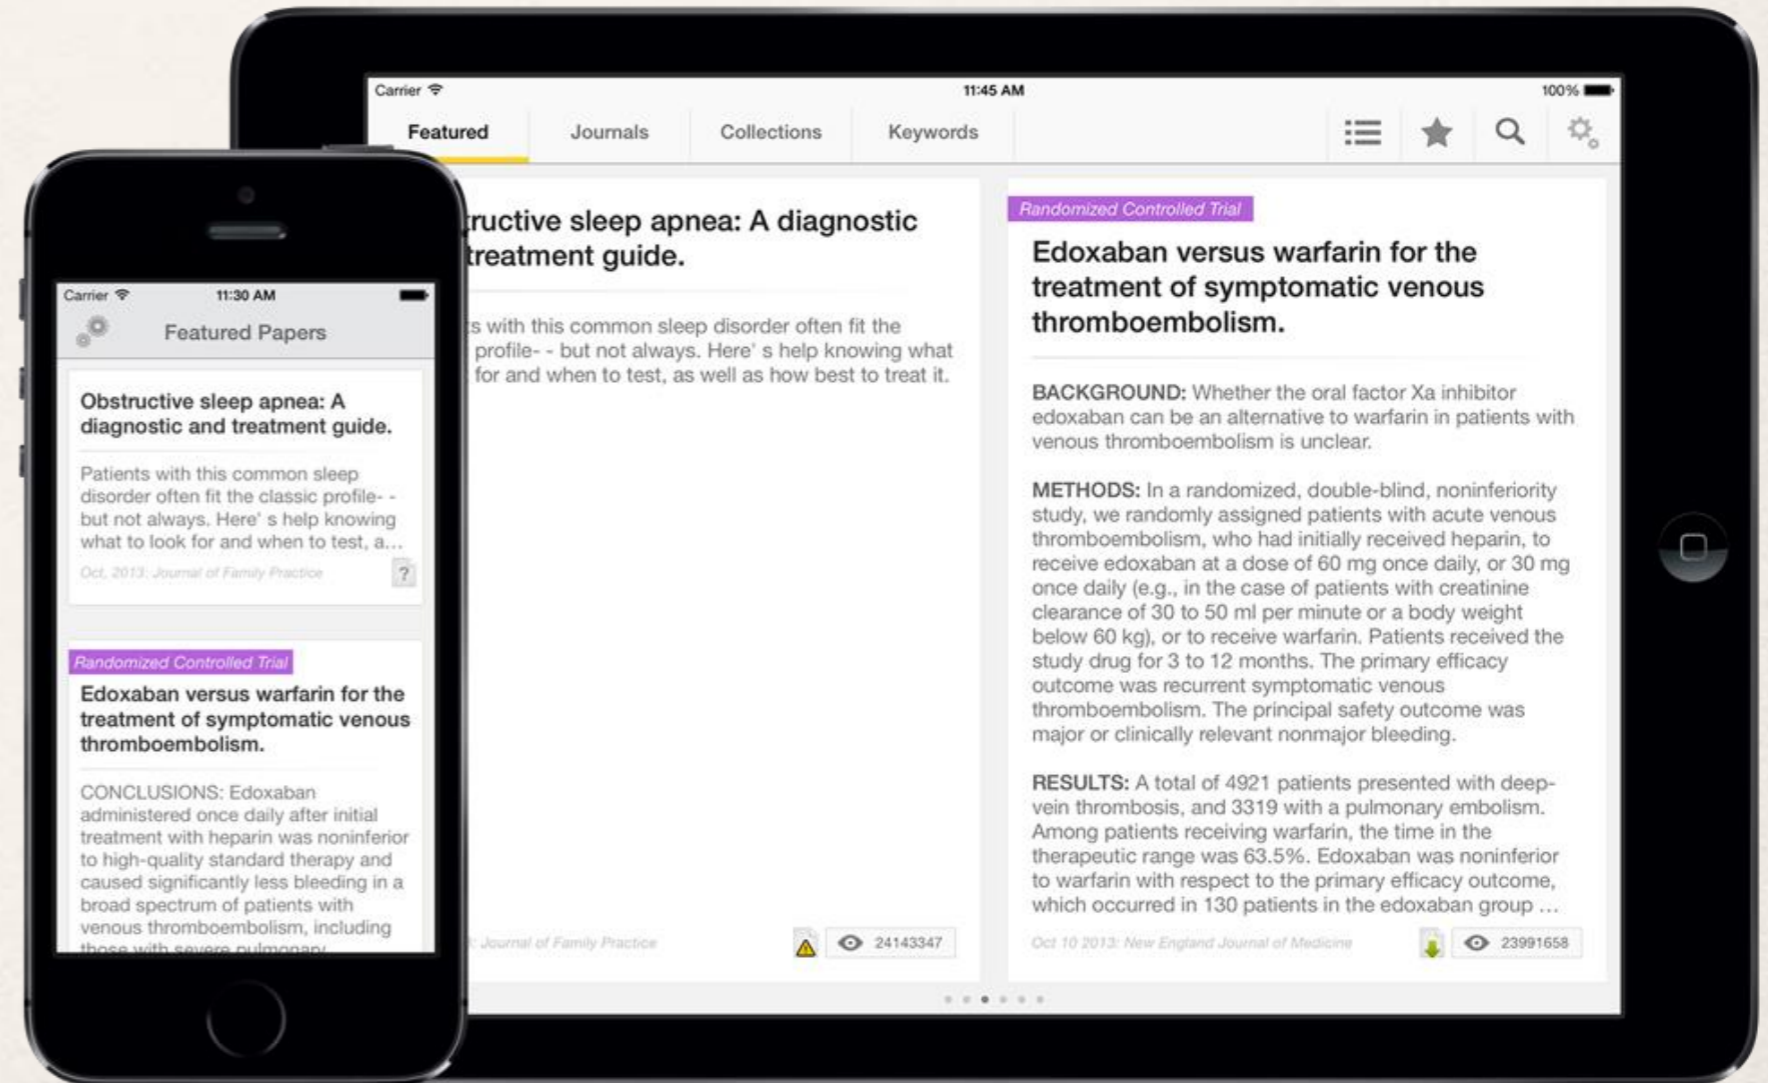 Carrier
11:45 AM
100%
Featured
Journals
Collections
Keywords
tructive sleep apnea: A diagnostic
treatment guide.
s with this common sleep disorder often fit the
profile- - but not always. Here' s help knowing what
for and when to test, as well as how best to treat it.
: Journal of Family Practice
24143347
Randomized Controlled Trial
Edoxaban versus warfarin for the
treatment of symptomatic venous
thromboembolism.
BACKGROUND: Whether the oral factor Xa inhibitor
edoxaban can be an alternative to warfarin in patients with
venous thromboembolism is unclear.
METHODS: In a randomized, double-blind, noninferiority
study, we randomly assigned patients with acute venous
thromboembolism, who had initially received heparin, to
receive edoxaban at a dose of 60 mg once daily, or 30 mg
once daily (e.g., in the case of patients with creatinine
clearance of 30 to 50 ml per minute or a body weight
below 60 kg), or to receive warfarin. Patients received the
study drug for 3 to 12 months. The primary efficacy
outcome was recurrent symptomatic venous
thromboembolism. The principal safety outcome was
major or clinically relevant nonmajor bleeding.
RESULTS: A total of 4921 patients presented with deep-
vein thrombosis, and 3319 with a pulmonary embolism.
Among patients receiving warfarin, the time in the
therapeutic range was 63.5%. Edoxaban was noninferior
to warfarin with respect to the primary efficacy outcome,
which occurred in 130 patients in the edoxaban group ...
Oct 10 2013: New England Journal of Medicine
23991658
Carrier
11:30 AM
Featured Papers
Obstructive sleep apnea: A
diagnostic and treatment guide.
Patients with this common sleep
disorder often fit the classic profile- -
but not always. Here' s help knowing
what to look for and when to test, a...
Oct, 2013: Journal of Family Practice
?
Randomized Controlled Trial
Edoxaban versus warfarin for the
treatment of symptomatic venous
thromboembolism.
CONCLUSIONS: Edoxaban
administered once daily after initial
treatment with heparin was noninferior
to high-quality standard therapy and
caused significantly less bleeding in a
broad spectrum of patients with
venous thromboembolism, including
those with severe pulmonary